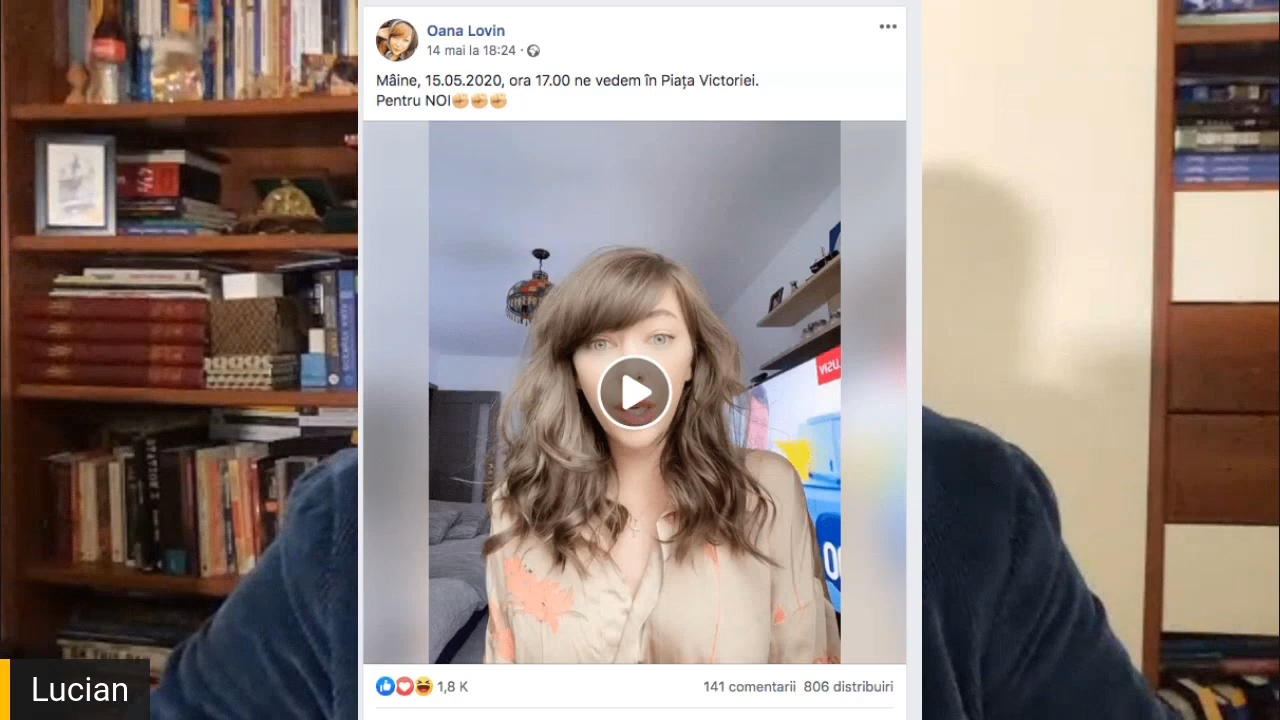 Oana Lovin
14 mai la 18:24 ·
Mâine, 15.05.2020, ora 17.00 ne vedem în Piața Victoriei.
Pentru NOI✊🏼✊🏼✊🏼
1,8 K
141 comentarii 806 distribuiri
Lucian